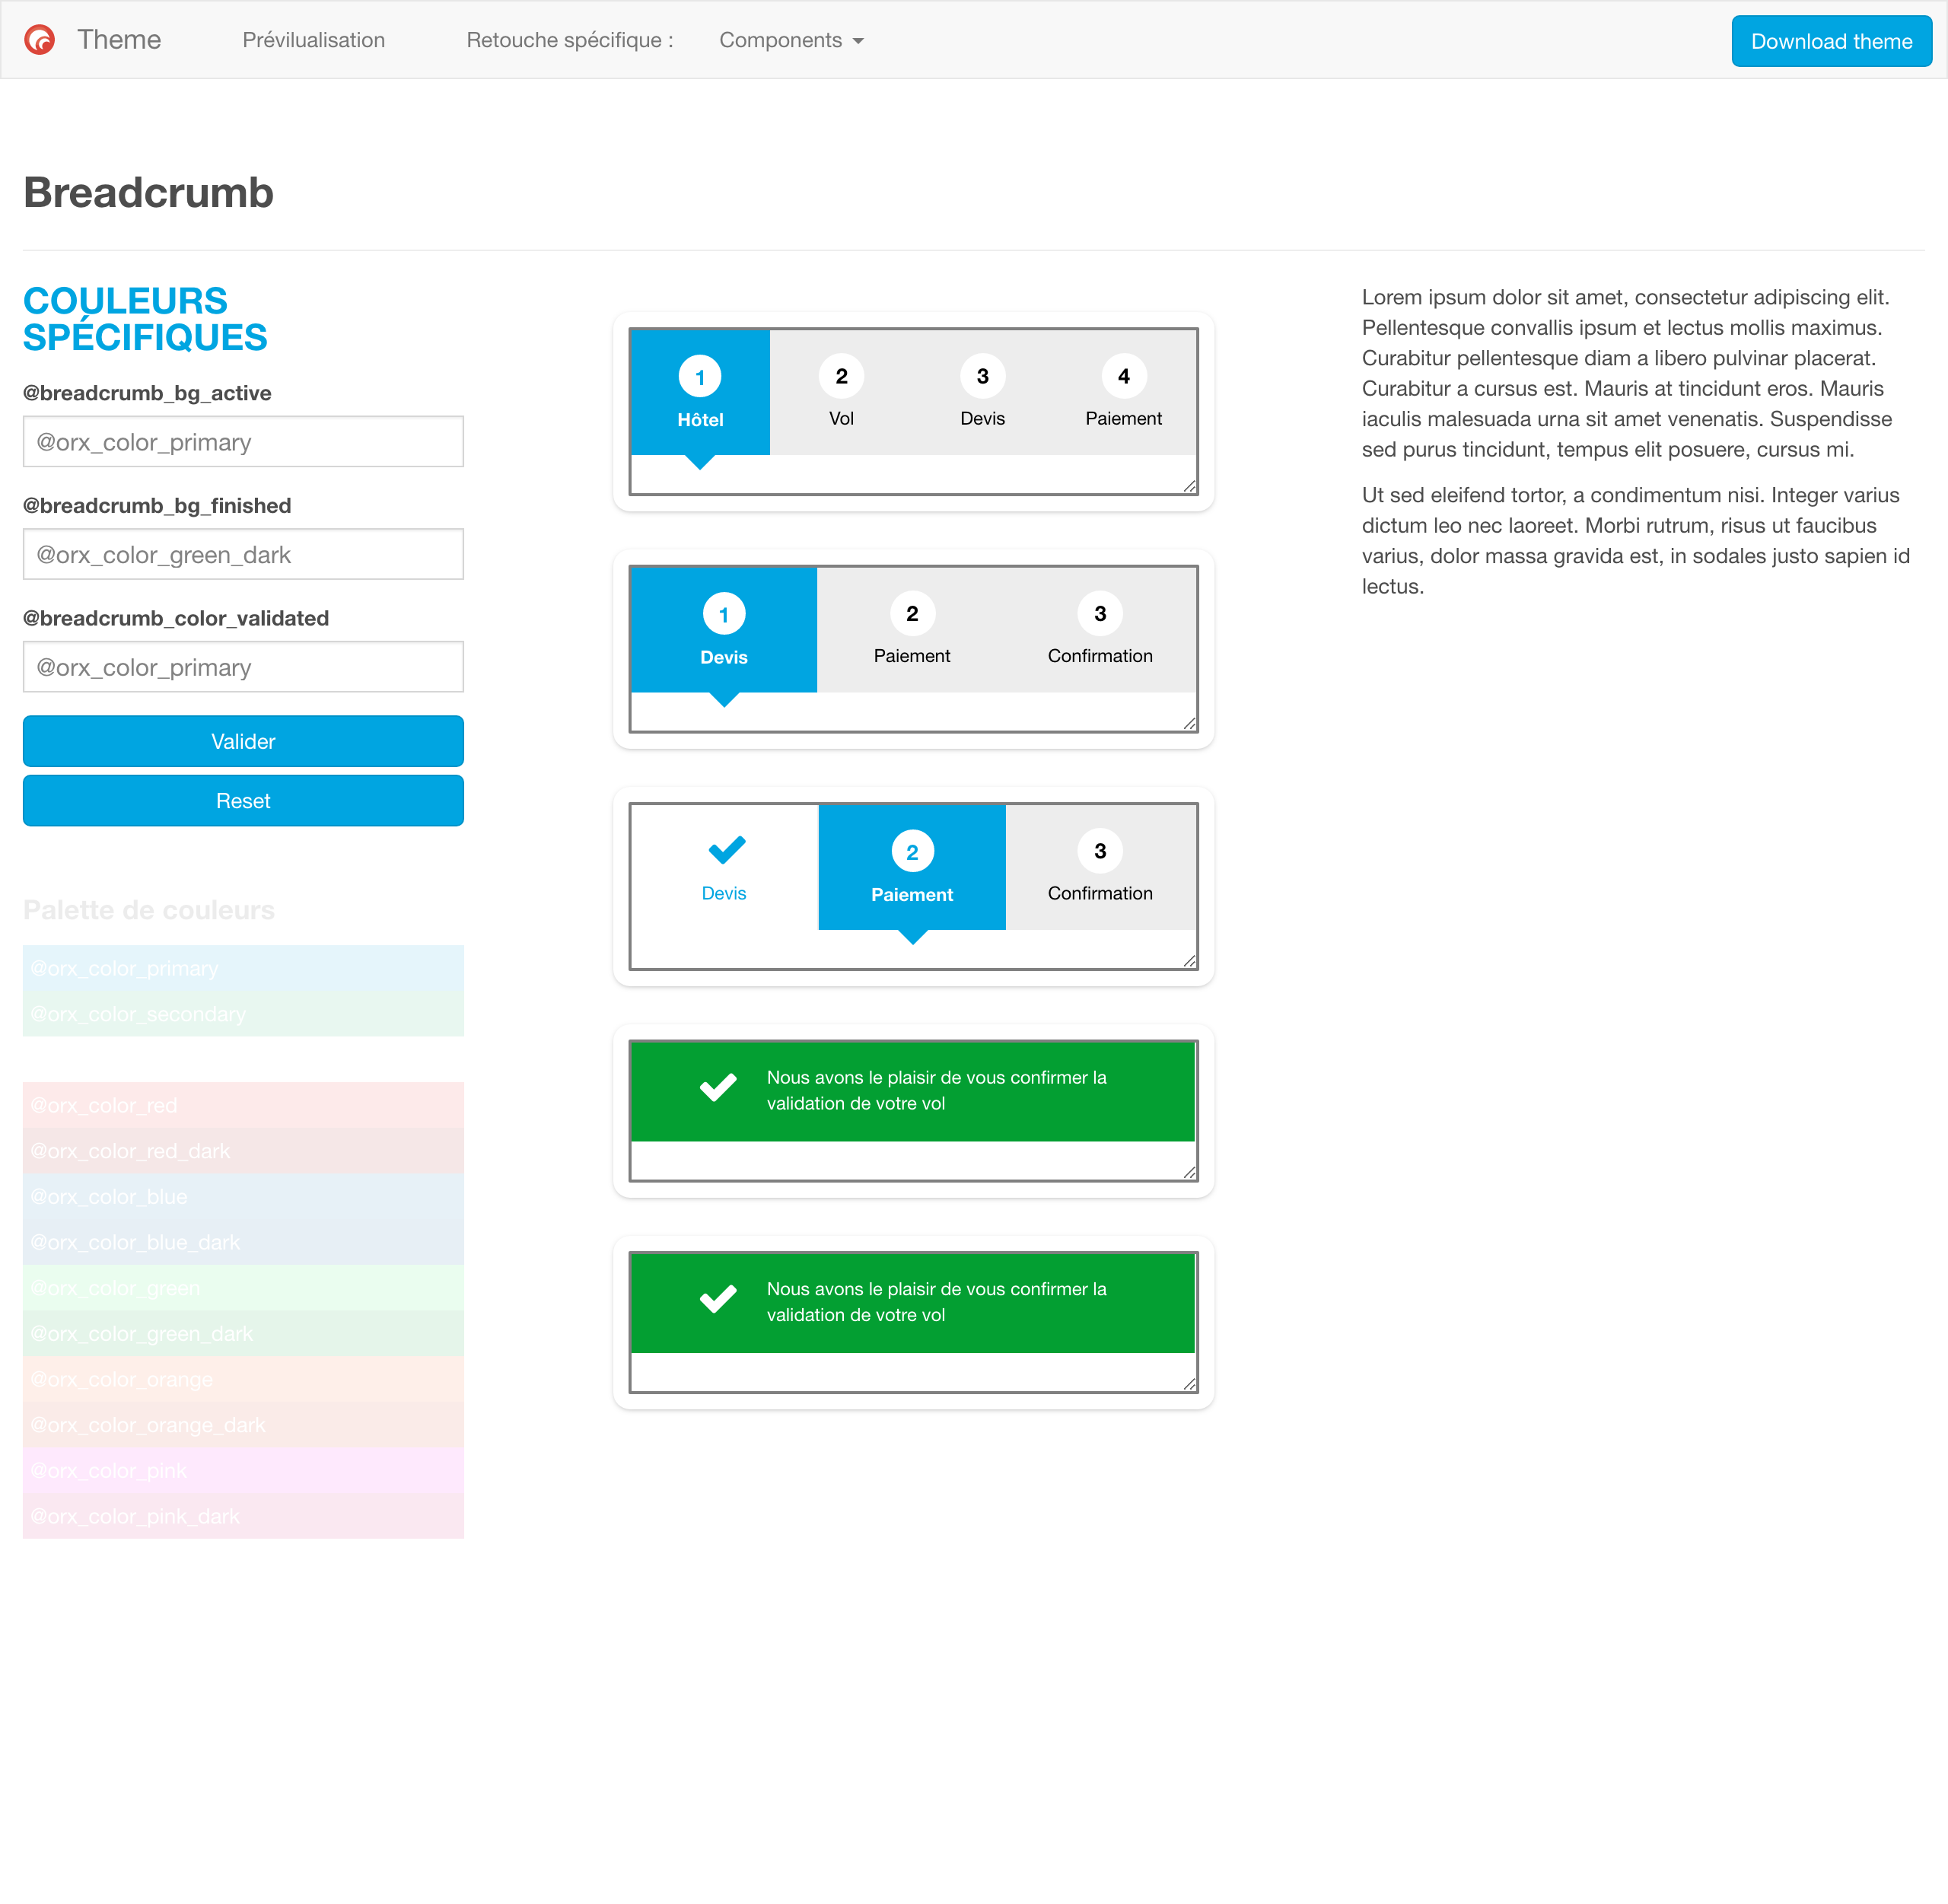 Theme
Prévilualisation
Retouche spécifique :
Components
Download theme
Breadcrumb
COULEURS
SPÉCIFIQUES
@breadcrumb_bg_active
@orx_color_primary
@breadcrumb_bg_finished
@orx_color_green_dark
@breadcrumb_color_validated
@orx_color_primary
Valider
Reset
Palette de couleurs
@orx_color_primary
@orx_color_secondary
@orx_color_red
@orx_color_red_dark
@orx_color_blue
@orx_color_blue_dark
@orx_color_green
@orx_color_green_dark
@orx_color_orange
@orx_color_orange_dark
@orx_color_pink
@orx_color_pink_dark
1 2 3 4
Hôtel Vol Devis Paiement
1 2 3
Devis Paiement Confirmation
2 3
Devis Paiement Confirmation
Nous avons le plaisir de vous confirmer la
validation de votre vol
Nous avons le plaisir de vous confirmer la
validation de votre vol
Lorem ipsum dolor sit amet, consectetur adipiscing elit.
Pellentesque convallis ipsum et lectus mollis maximus.
Curabitur pellentesque diam a libero pulvinar placerat.
Curabitur a cursus est. Mauris at tincidunt eros. Mauris
iaculis malesuada urna sit amet venenatis. Suspendisse
sed purus tincidunt, tempus elit posuere, cursus mi.
Ut sed eleifend tortor, a condimentum nisi. Integer varius
dictum leo nec laoreet. Morbi rutrum, risus ut faucibus
varius, dolor massa gravida est, in sodales justo sapien id
lectus.